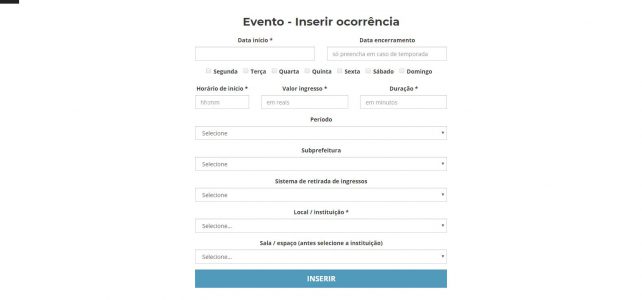 Evento - Inserir ocorrência
Data início * Data encerramento
só preencha em caso de temporada
Segunda Terça Quarta Quinta Sexta Sábado Domingo
Horário de início * Valor ingresso * Duração *
hh:mm em reais em minutos
Período
Selecione
Subprefeitura
Selecione
Sistema de retirada de ingressos
Selecione
Local / instituição *
Selecione...
Sala / espaço (antes selecione a instituição)
Selecione...
INSERIR